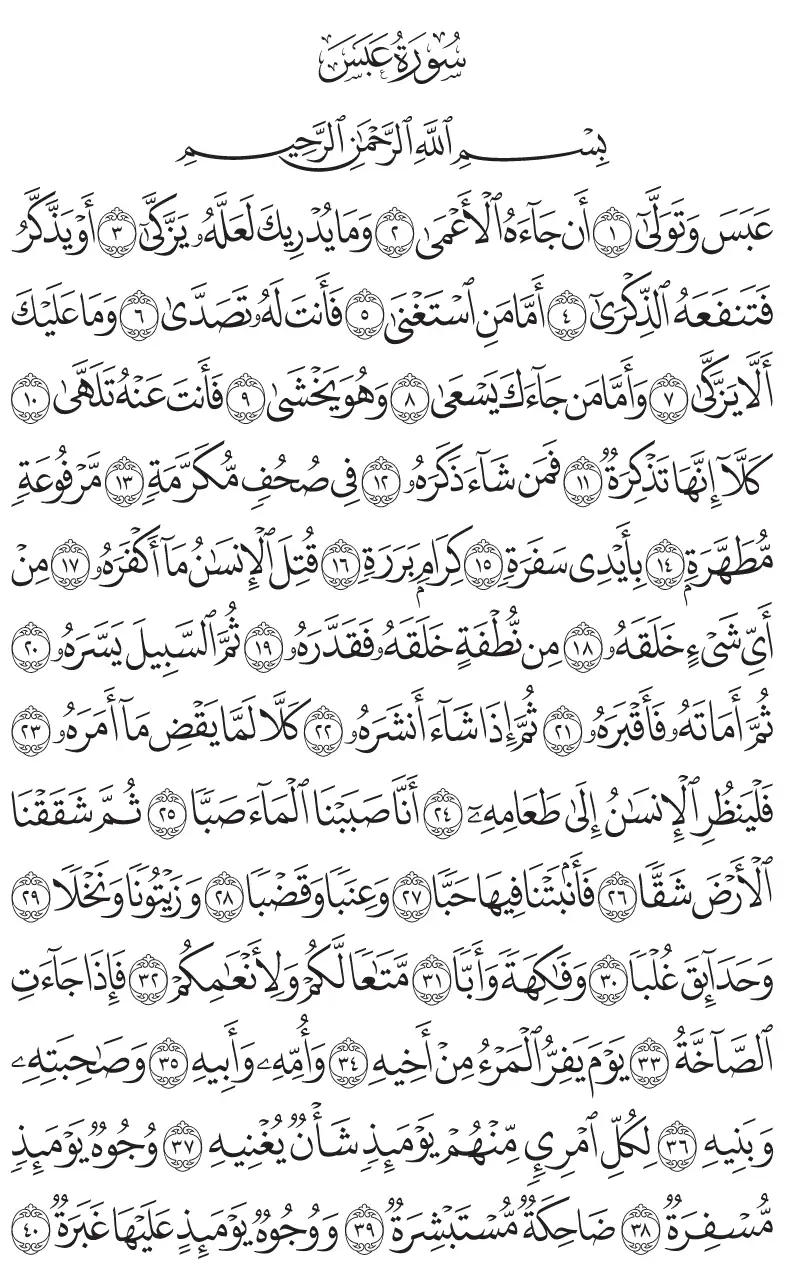 سُورَةُ عَبَسَ
بِسْمِ ٱللَّهِ ٱلرَّحْمَٰنِ ٱلرَّحِيمِ
عَبَسَ وَتَوَلَّىٰٓ ١ أَن جَآءَهُ ٱلْأَعْمَىٰ ٢ وَمَا يُدْرِيكَ لَعَلَّهُۥ يَزَّكَّىٰٓ ٣ أَوْ يَذَّكَّرُ
فَتَنفَعَهُ ٱلذِّكْرَىٰٓ ٤ أَمَّا مَنِ ٱسْتَغْنَىٰ ٥ فَأَنتَ لَهُۥ تَصَدَّىٰ ٦ وَمَا عَلَيْكَ
أَلَّا يَزَّكَّىٰ ٧ وَأَمَّا مَن جَآءَكَ يَسْعَىٰ ٨ وَهُوَ يَخْشَىٰ ٩ فَأَنتَ عَنْهُ تَلَهَّىٰ ١٠
كَلَّآ إِنَّهَا تَذْكِرَةٌ ١١ فَمَن شَآءَ ذَكَرَهُۥ ١٢ فِى صُحُفٍ مُّكَرَّمَةٍ ١٣ مَّرْفُوعَةٍ
مُّطَهَّرَةٍۭ ١٤ بِأَيْدِى سَفَرَةٍ ١٥ كِرَامٍۭ بَرَرَةٍ ١٦ قُتِلَ ٱلْإِنسَٰنُ مَآ أَكْفَرَهُۥ ١٧ مِنْ
أَىِّ شَىْءٍ خَلَقَهُۥ ١٨ مِن نُّطْفَةٍ خَلَقَهُۥ فَقَدَّرَهُۥ ١٩ ثُمَّ ٱلسَّبِيلَ يَسَّرَهُۥ ٢٠
ثُمَّ أَمَاتَهُۥ فَأَقْبَرَهُۥ ٢١ ثُمَّ إِذَا شَآءَ أَنشَرَهُۥ ٢٢ كَلَّا لَمَّا يَقْضِ مَآ أَمَرَهُۥ ٢٣
فَلْيَنظُرِ ٱلْإِنسَٰنُ إِلَىٰ طَعَامِهِۦٓ ٢٤ أَنَّا صَبَبْنَا ٱلْمَآءَ صَبًّا ٢٥ ثُمَّ شَقَقْنَا
ٱلْأَرْضَ شَقًّا ٢٦ فَأَنۢبَتْنَا فِيهَا حَبًّا ٢٧ وَعِنَبًا وَقَضْبًا ٢٨ وَزَيْتُونًا وَنَخْلًا ٢٩
وَحَدَآئِقَ غُلْبًا ٣٠ وَفَٰكِهَةً وَأَبًّا ٣١ مَّتَٰعًا لَّكُمْ وَلِأَنْعَٰمِكُمْ ٣٢ فَإِذَا جَآءَتِ
ٱلصَّآخَّةُ ٣٣ يَوْمَ يَفِرُّ ٱلْمَرْءُ مِنْ أَخِيهِ ٣٤ وَأُمِّهِۦ وَأَبِيهِ ٣٥ وَصَٰحِبَتِهِۦ
وَبَنِيهِ ٣٦ لِكُلِّ ٱمْرِئٍ مِّنْهُمْ يَوْمَئِذٍ شَأْنٌ يُغْنِيهِ ٣٧ وُجُوهٌ يَوْمَئِذٍ
مُّسْفِرَةٌ ٣٨ ضَاحِكَةٌ مُّسْتَبْشِرَةٌ ٣٩ وَوُجُوهٌ يَوْمَئِذٍ عَلَيْهَا غَبَرَةٌ ٤٠